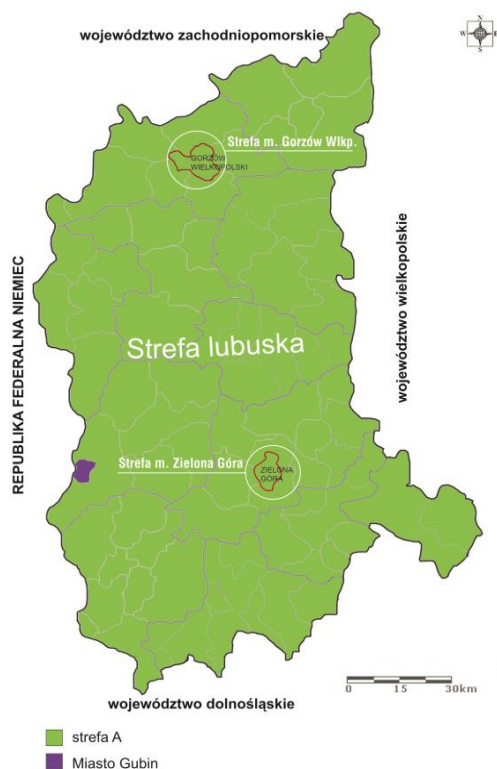 województwo zachodniopomorskie
N
W E
S
Strefa m. Gorzów Wlkp.
GORZÓW
WIELKOPOLSKI
REPUBLIKA FEDERALNA NIEMIEC
województwo wielkopolskie
Strefa lubuska
Strefa m. Zielona Góra
ZIELONA
GÓRA
województwo dolnośląskie
0 15 30km
strefa A
Miasto Gubin